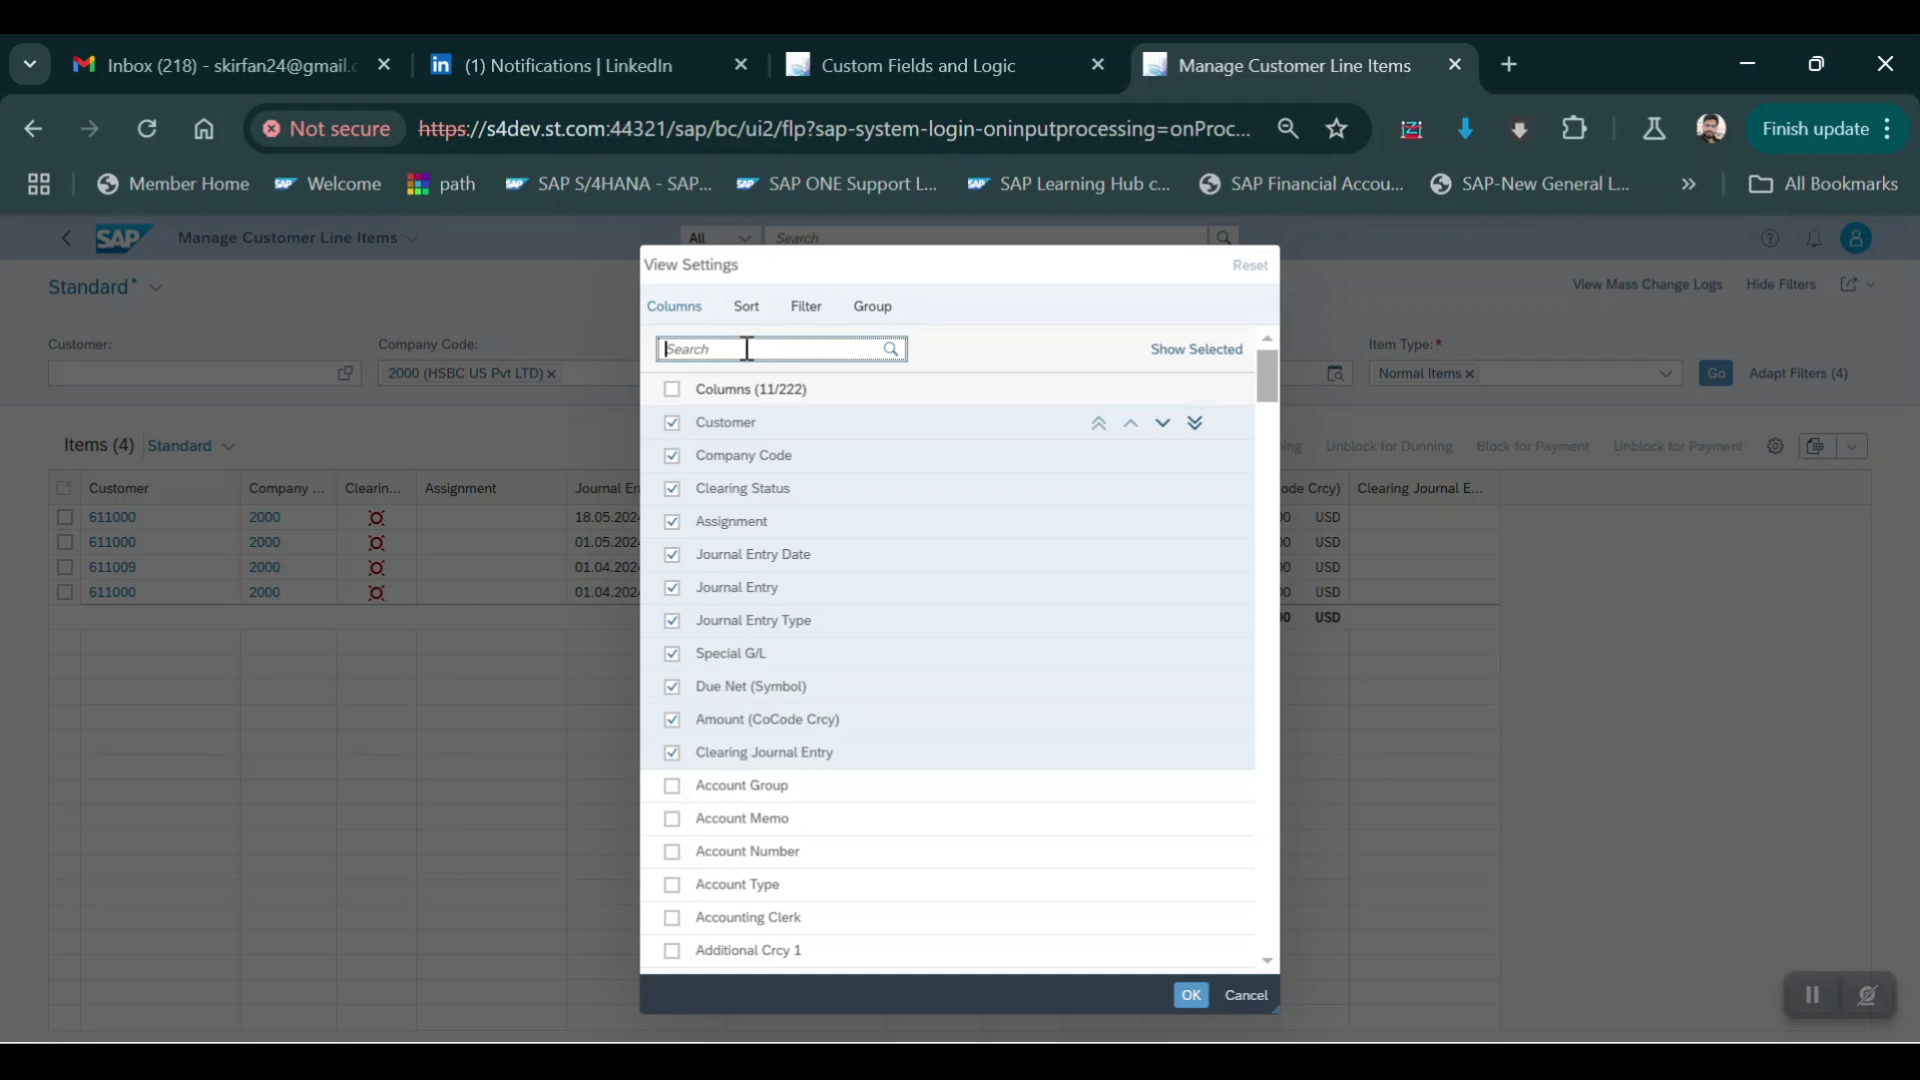 Inbox (218) - skirfan24@gmail.c
(1) Notifications | LinkedIn
Custom Fields and Logic
Manage Customer Line Items
Not secure
https://s4dev.st.com:44321/sap/bc/ui2/flp?sap-system-login-oninputprocessing=onProc...
Finish update
Member Home
Welcome
path
SAP S/4HANA - SAP...
SAP ONE Support L...
SAP Learning Hub c...
SAP Financial Accou...
SAP-New General L...
All Bookmarks
SAP
Manage Customer Line Items
All
Search
Standard*
View Mass Change Logs
Hide Filters
Customer:
Company Code:
2000 (HSBC US Pvt LTD)
Item Type:*
Normal Items
Go
Adapt Filters (4)
Items (4)
Standard
Unblock for Dunning
Block for Payment
Unblock for Payment
Customer
Company ...
Clearin...
Assignment
Journal En
ode Crcy)
Clearing Journal E...
611000 2000 18.05.202 USD
611000 2000 01.05.202 USD
611009 2000 01.04.202 USD
611000 2000 01.04.202 USD
USD
View Settings
Reset
Columns
Sort
Filter
Group
Search
Show Selected
Columns (11/222)
Customer
Company Code
Clearing Status
Assignment
Journal Entry Date
Journal Entry
Journal Entry Type
Special G/L
Due Net (Symbol)
Amount (CoCode Crcy)
Clearing Journal Entry
Account Group
Account Memo
Account Number
Account Type
Accounting Clerk
Additional Crcy 1
OK
Cancel